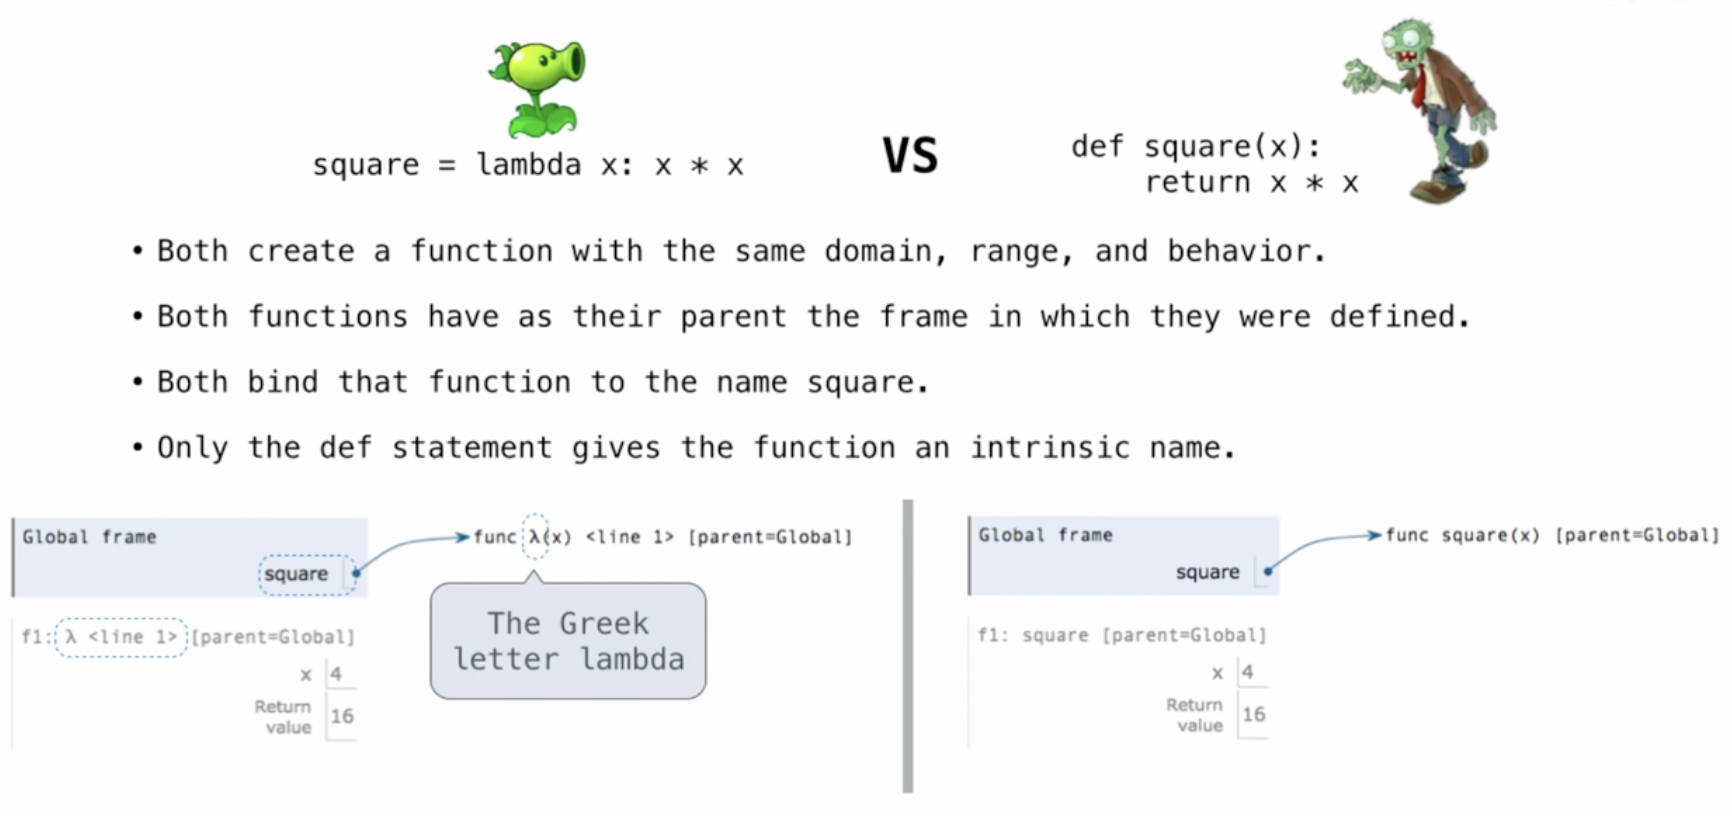 square = lambda x: x * x
VS
def square(x):
    return x * x
• Both create a function with the same domain, range, and behavior.
• Both functions have as their parent the frame in which they were defined.
• Both bind that function to the name square.
• Only the def statement gives the function an intrinsic name.
Global frame
square
func λ(x) <line 1> [parent=Global]
f1: λ <line 1> [parent=Global]
x 4
Return
value 16
The Greek
letter lambda
Global frame
square
func square(x) [parent=Global]
f1: square [parent=Global]
x 4
Return
value 16